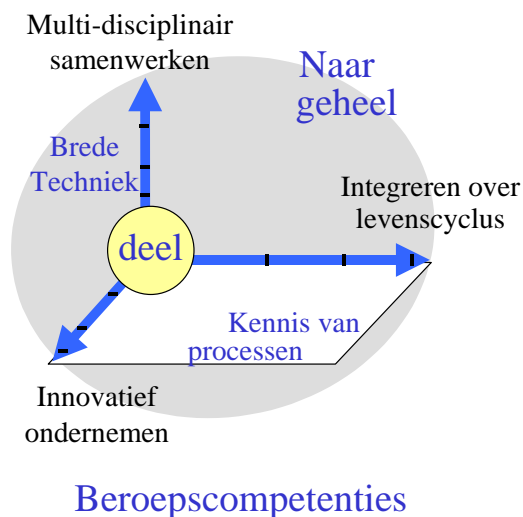 Multi-disciplinair
samenwerken
Naar
geheel
Brede
Techniek
Integreren over
levenscyclus
deel
Kennis van
processen
Innovatief
ondernemen
Beroepscompetenties